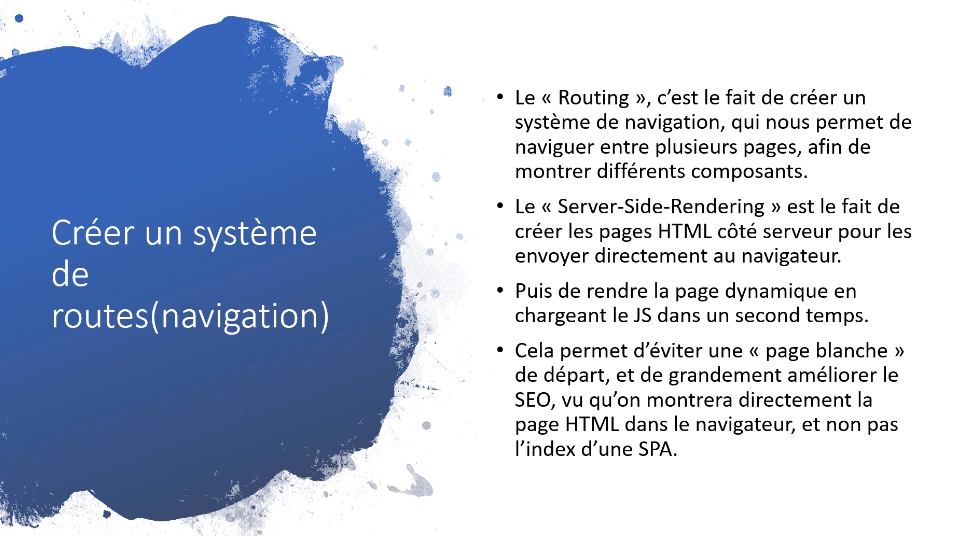 Créer un système
de
routes(navigation)
• Le « Routing », c’est le fait de créer un
système de navigation, qui nous permet de
naviguer entre plusieurs pages, afin de
montrer différents composants.
• Le « Server-Side-Rendering » est le fait de
créer les pages HTML côté serveur pour les
envoyer directement au navigateur.
• Puis de rendre la page dynamique en
chargeant le JS dans un second temps.
• Cela permet d’éviter une « page blanche »
de départ, et de grandement améliorer le
SEO, vu qu’on montrera directement la
page HTML dans le navigateur, et non pas
l’index d’une SPA.